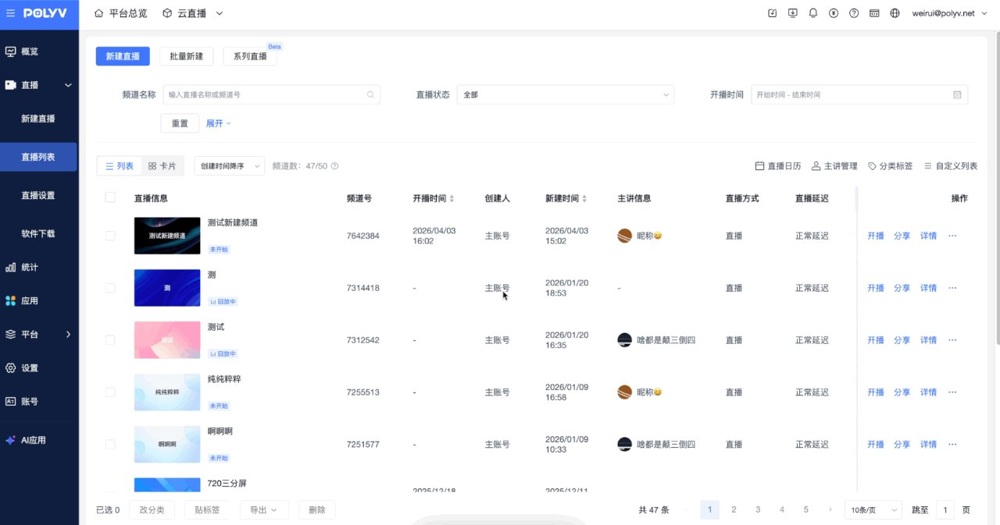 POLYV 平台总览 云直播 weirui@polyv.net
概览
直播
新建直播
直播列表
直播设置
软件下载
统计
应用
平台
设置
账号
AI应用
新建直播 批量新建 系列直播 Beta
频道名称 输入直播名称或频道号 直播状态 全部 开播时间 开始时间 - 结束时间
重置 展开
列表 卡片 创建时间降序 频道数: 47/50 直播日历 主讲管理 分类标签 自定义列表
直播信息 频道号 开播时间 创建人 新建时间 主讲信息 直播方式 直播延迟 操作
测试新建频道 测试新建频道 未开始 7642384 2026/04/03 16:02 主账号 2026/04/03 15:02 昵称😄 直播 正常延迟 开播 分享 详情 ···
测 测 回放中 7314418 - 主账号 2026/01/20 18:53 - 直播 正常延迟 开播 分享 详情 ···
测试 测试 回放中 7312542 - 主账号 2026/01/20 16:35 啥都是颠三倒四 直播 正常延迟 开播 分享 详情 ···
纯纯粹粹 纯纯粹粹 未开始 7255513 - 主账号 2026/01/09 16:58 昵称😄 直播 正常延迟 开播 分享 详情 ···
啊啊啊 啊啊啊 未开始 7251577 - 主账号 2026/01/09 10:33 啥都是颠三倒四 直播 正常延迟 开播 分享 详情 ···
720三分屏 2025/12/18 2025/12/11
已选 0 改分类 贴标签 导出 删除 共 47 条 1 2 3 4 5 10条/页 跳至 1 页